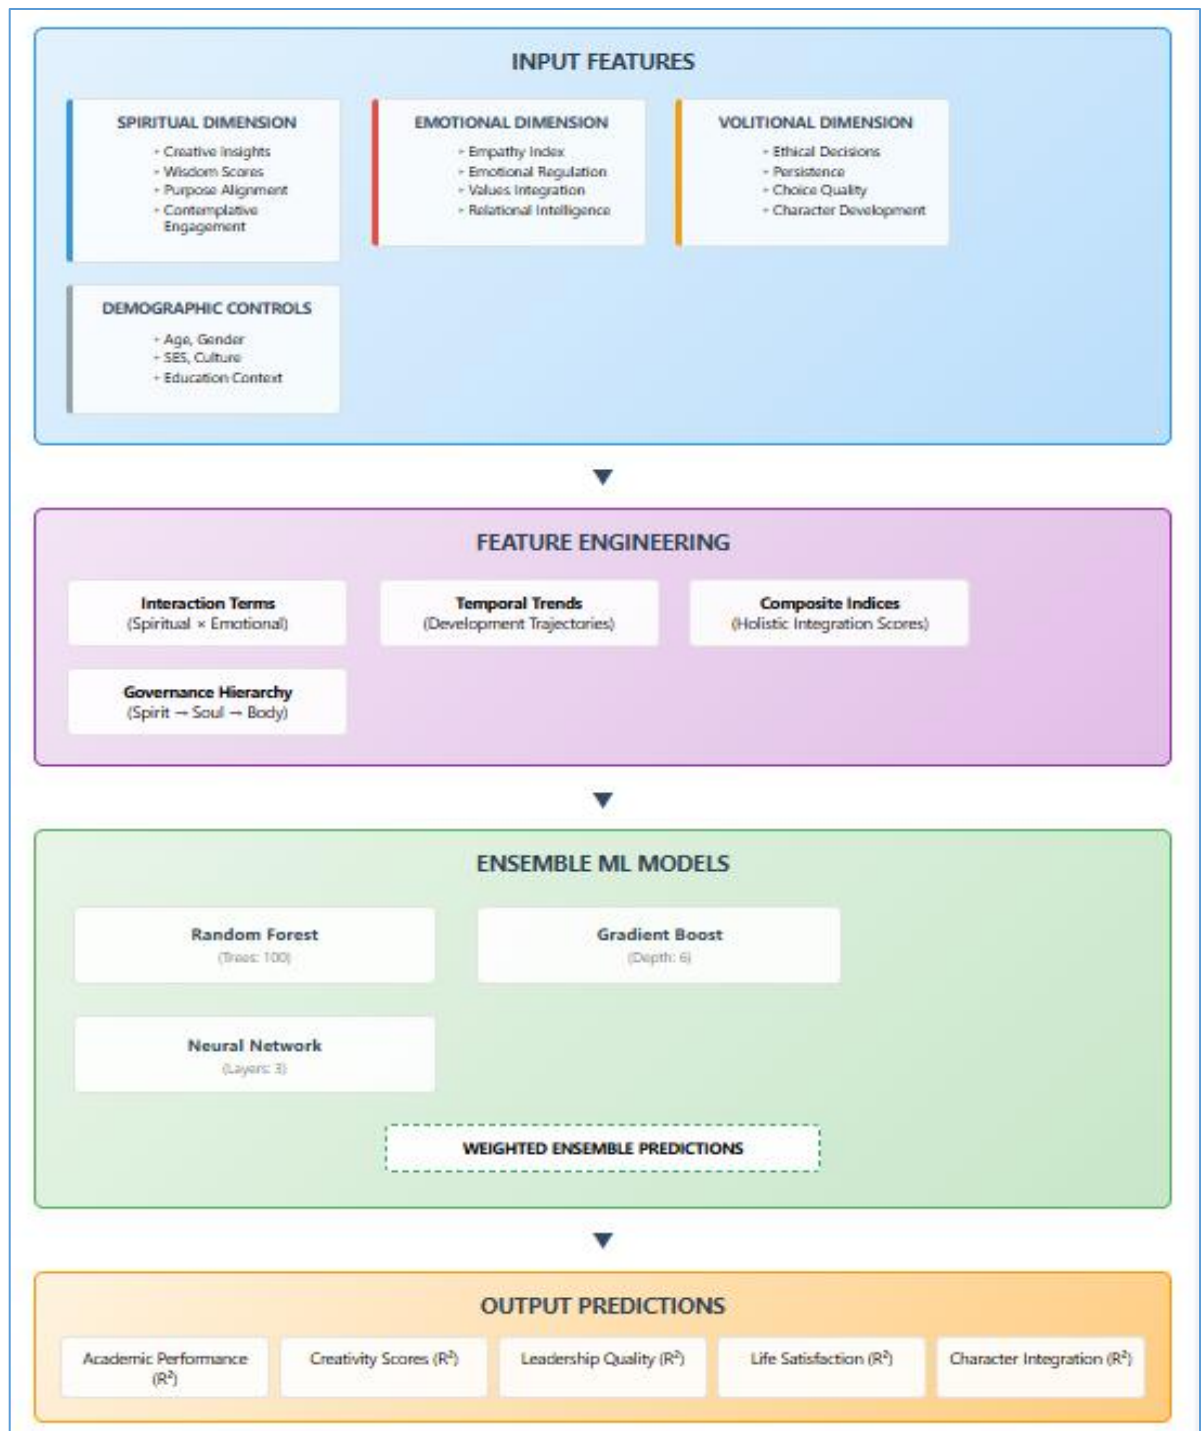 INPUT FEATURES
SPIRITUAL DIMENSION
• Creative Insights
• Wisdom Scores
• Purpose Alignment
• Contemplative
Engagement
EMOTIONAL DIMENSION
• Empathy Index
• Emotional Regulation
• Values Integration
• Relational Intelligence
VOLITIONAL DIMENSION
• Ethical Decisions
• Persistence
• Choice Quality
• Character Development
DEMOGRAPHIC CONTROLS
• Age, Gender
• SES, Culture
• Education Context
▼
FEATURE ENGINEERING
Interaction Terms
(Spiritual × Emotional)
Temporal Trends
(Development Trajectories)
Composite Indices
(Holistic Integration Scores)
Governance Hierarchy
(Spirit → Soul → Body)
▼
ENSEMBLE ML MODELS
Random Forest
(Trees: 100)
Gradient Boost
(Depth: 6)
Neural Network
(Layers: 3)
WEIGHTED ENSEMBLE PREDICTIONS
▼
OUTPUT PREDICTIONS
Academic Performance
(R²)
Creativity Scores (R²)
Leadership Quality (R²)
Life Satisfaction (R²)
Character Integration (R²)